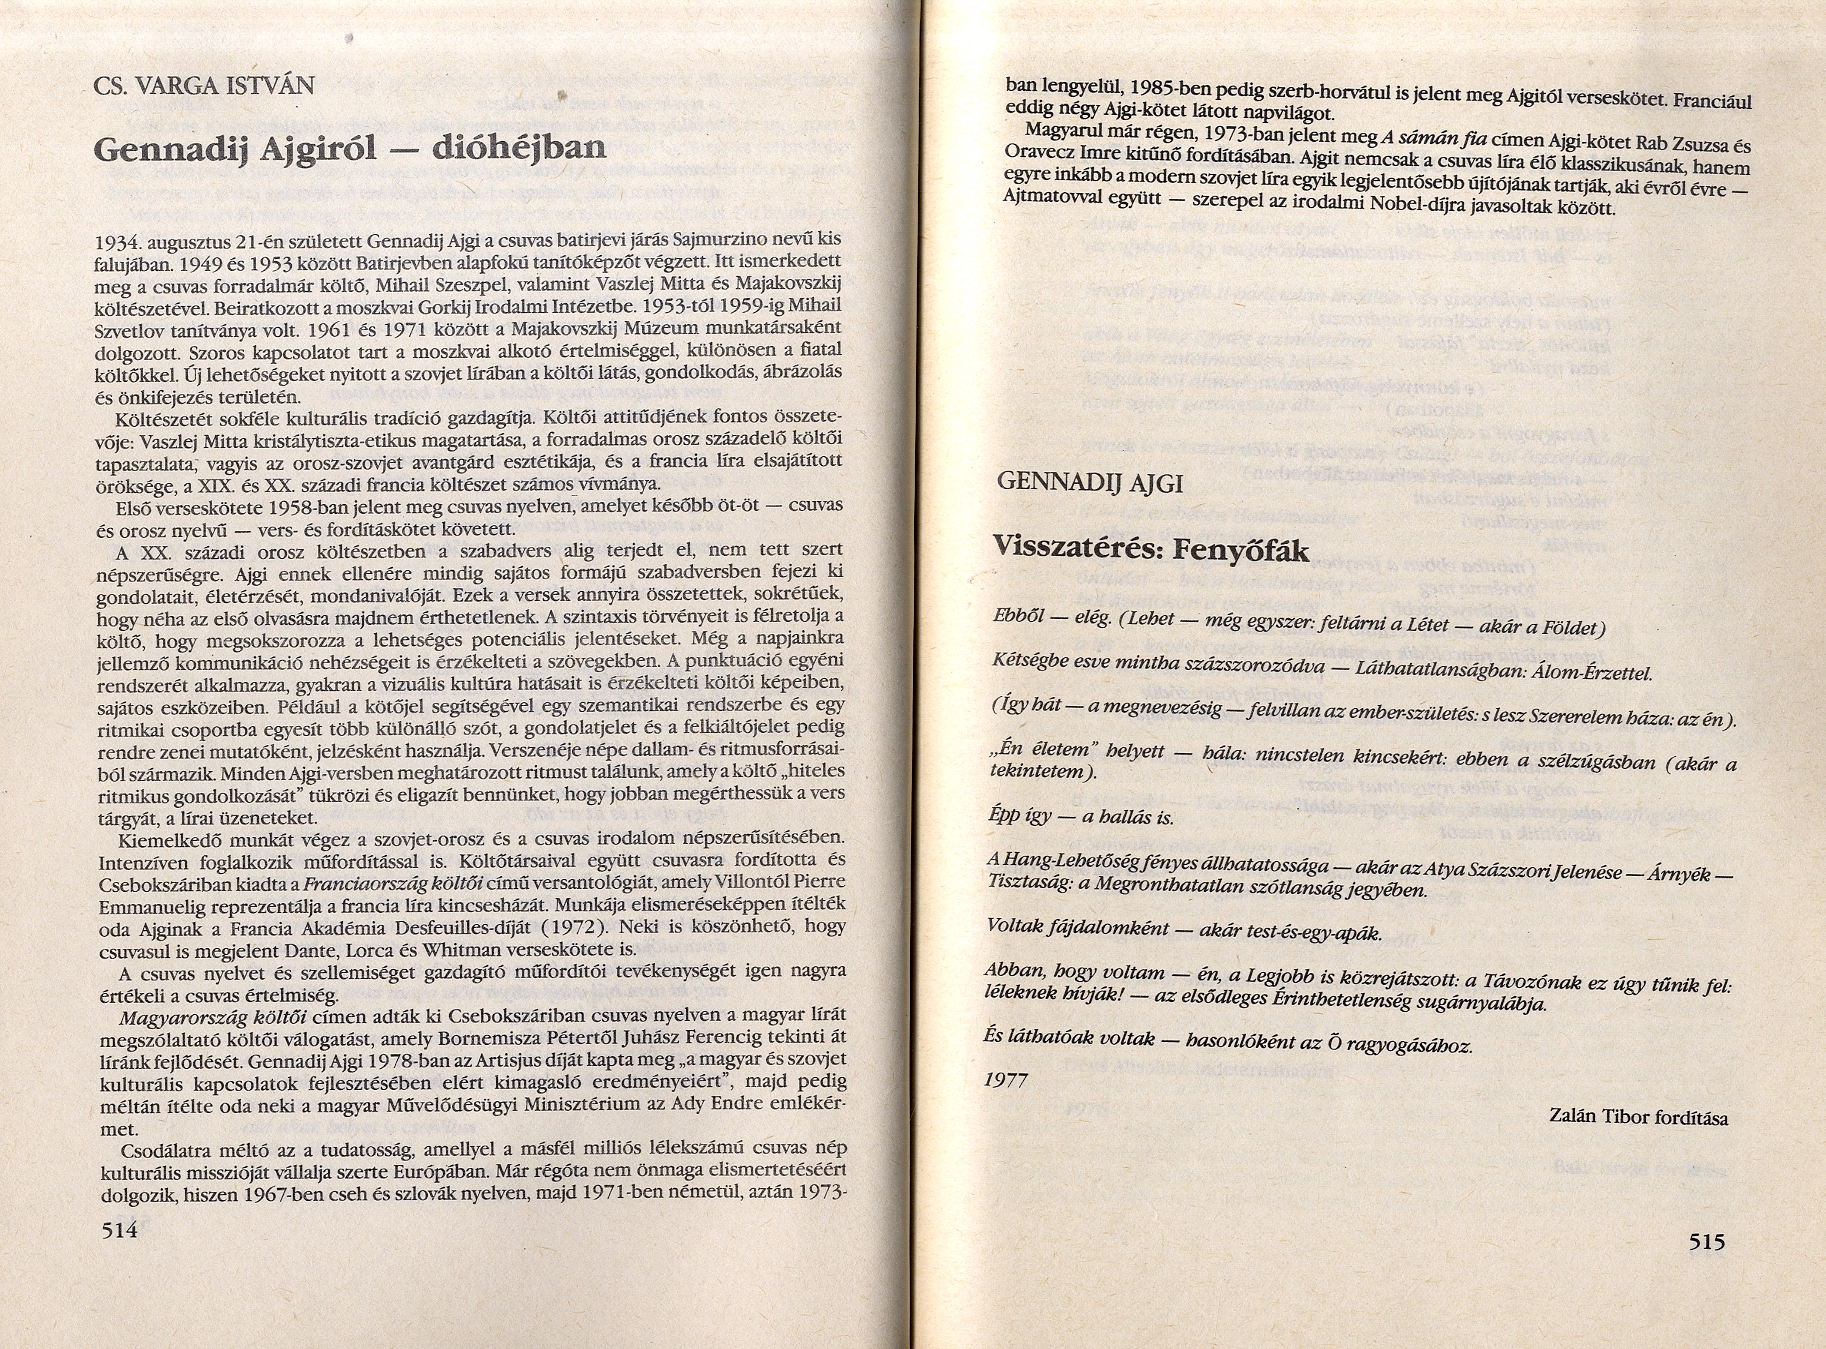 CS. VARGA ISTVÁN
Gennadij Ajgiról — dióhéjban
1934. augusztus 21-én született Gennadij Ajgi a csuvas batirjevi járás Sajmurzino nevű kis
falujában. 1949 és 1953 között Batirjevben alapfokú tanítóképzőt végzett. Itt ismerkedett
meg a csuvas forradalmár költő, Mihail Szeszpel, valamint Vaszlej Mitta és Majakovszkij
költészetével. Beiratkozott a moszkvai Gorkij Irodalmi Intézetbe. 1953-tól 1959-ig Mihail
Szvetlov tanítványa volt. 1961 és 1971 között a Majakovszkij Múzeum munkatársaként
dolgozott. Szoros kapcsolatot tart a moszkvai alkotó értelmiséggel, különösen a fiatal
költőkkel. Új lehetőségeket nyitott a szovjet lírában a költői látás, gondolkodás, ábrázolás
és önkifejezés területén.
Költészetét sokféle kulturális tradíció gazdagítja. Költői attitűdjének fontos összete-
vője: Vaszlej Mitta kristálytiszta-etikus magatartása, a forradalmas orosz századelő költői
tapasztalata, vagyis az orosz-szovjet avantgárd esztétikája, és a francia líra elsajátított
öröksége, a XIX. és XX. századi francia költészet számos vívmánya.
Első verseskötete 1958-ban jelent meg csuvas nyelven, amelyet később öt-öt — csuvas
és orosz nyelvű — vers- és fordításkötet követett.
A XX. századi orosz költészetben a szabadvers alig terjedt el, nem tett szert
népszerűségre. Ajgi ennek ellenére mindig sajátos formájú szabadversben fejezi ki
gondolatait, életérzését, mondanivalóját. Ezek a versek annyira összetettek, sokrétűek,
hogy néha az első olvasásra majdnem érthetetlenek. A szintaxis törvényeit is félretolja a
költő, hogy megsokszorozza a lehetséges potenciális jelentéseket. Még a napjainkra
jellemző kommunikáció nehézségeit is érzékelteti a szövegekben. A punktuáció egyéni
rendszerét alkalmazza, gyakran a vizuális kultúra hatásait is érzékelteti költői képeiben,
sajátos eszközeiben. Például a kötőjel segítségével egy szemantikai rendszerbe és egy
ritmikai csoportba egyesít több különálló szót, a gondolatjelet és a felkiáltójelet pedig
rendre zenei mutatóként, jelzésként használja. Verszenéje népe dallam- és ritmusforrásai-
ból származik. Minden Ajgi-versben meghatározott ritmust találunk, amely a költő „hiteles
ritmikus gondolkozását” tükrözi és eligazít bennünket, hogy jobban megérthessük a vers
tárgyát, a lírai üzeneteket.
Kiemelkedő munkát végez a szovjet-orosz és a csuvas irodalom népszerűsítésében.
Intenzíven foglalkozik műfordítással is. Költőtársaival együtt csuvasra fordította és
Csebokszáriban kiadta a Franciaország költői című versantológiát, amely Villontól Pierre
Emmanuelig reprezentálja a francia líra kincsesházát. Munkája elismeréseképpen ítélték
oda Ajginak a Francia Akadémia Desfeuilles-díját (1972). Neki is köszönhető, hogy
csuvasul is megjelent Dante, Lorca és Whitman verseskötete is.
A csuvas nyelvet és szellemiséget gazdagító műfordítói tevékenységét igen nagyra
értékeli a csuvas értelmiség.
Magyarország költői címen adták ki Csebokszáriban csuvas nyelven a magyar lírát
megszólaltató költői válogatást, amely Bornemisza Pétertől Juhász Ferencig tekinti át
líránk fejlődését. Gennadij Ajgi 1978-ban az Artisjus díját kapta meg „a magyar és szovjet
kulturális kapcsolatok fejlesztésében elért kimagasló eredményeiért”, majd pedig
méltán ítélte oda neki a magyar Művelődésügyi Minisztérium az Ady Endre emlékér-
met.
Csodálatra méltó az a tudatosság, amellyel a másfél milliós lélekszámú csuvas nép
kulturális misszióját vállalja szerte Európában. Már régóta nem önmaga elismertetéséért
dolgozik, hiszen 1967-ben cseh és szlovák nyelven, majd 1971-ben németül, aztán 1973-
514
ban lengyelül, 1985-ben pedig szerb-horvátul is jelent meg Ajgitól verseskötet. Franciául
eddig négy Ajgi-kötet látott napvilágot.
Magyarul már régen, 1973-ban jelent meg A sámán fia címen Ajgi-kötet Rab Zsuzsa és
Oravecz Imre kitűnő fordításában. Ajgit nemcsak a csuvas líra élő klasszikusának, hanem
egyre inkább a modern szovjet líra egyik legjelentősebb újítójának tartják, aki évről évre —
Ajtmatovval együtt — szerepel az irodalmi Nobel-díjra javasoltak között.
GENNADIJ AJGI
Visszatérés: Fenyőfák
Ebből — elég. (Lehet — még egyszer: feltárni a Létet — akár a Földet)
Kétségbe esve mintha százszorozódva — Láthatatlanságban: Álom-Érzettel.
(Így hát — a megnevezésig — felvillan az ember-születés: s lesz Szererelem háza: az én).
„Én életem” helyett — hála: nincstelen kincsekért: ebben a szélzúgásban (akár a
tekintetem).
Épp így — a hallás is.
A Hang-Lehetőség fényes állhatatossága — akár az Atya Százszori Jelenése — Árnyék —
Tisztaság: a Megronthatatlan szótlanság jegyében.
Voltak fájdalomként — akár test-és-egy-apák.
Abban, hogy voltam — én, a Legjobb is közrejátszott: a Távozónak ez úgy tűnik fel:
léleknek hívják! — az elsődleges Érinthetetlenség sugárnyalábja.
És láthatóak voltak — hasonlóként az Ő ragyogásához.
1977
Zalán Tibor fordítása
515